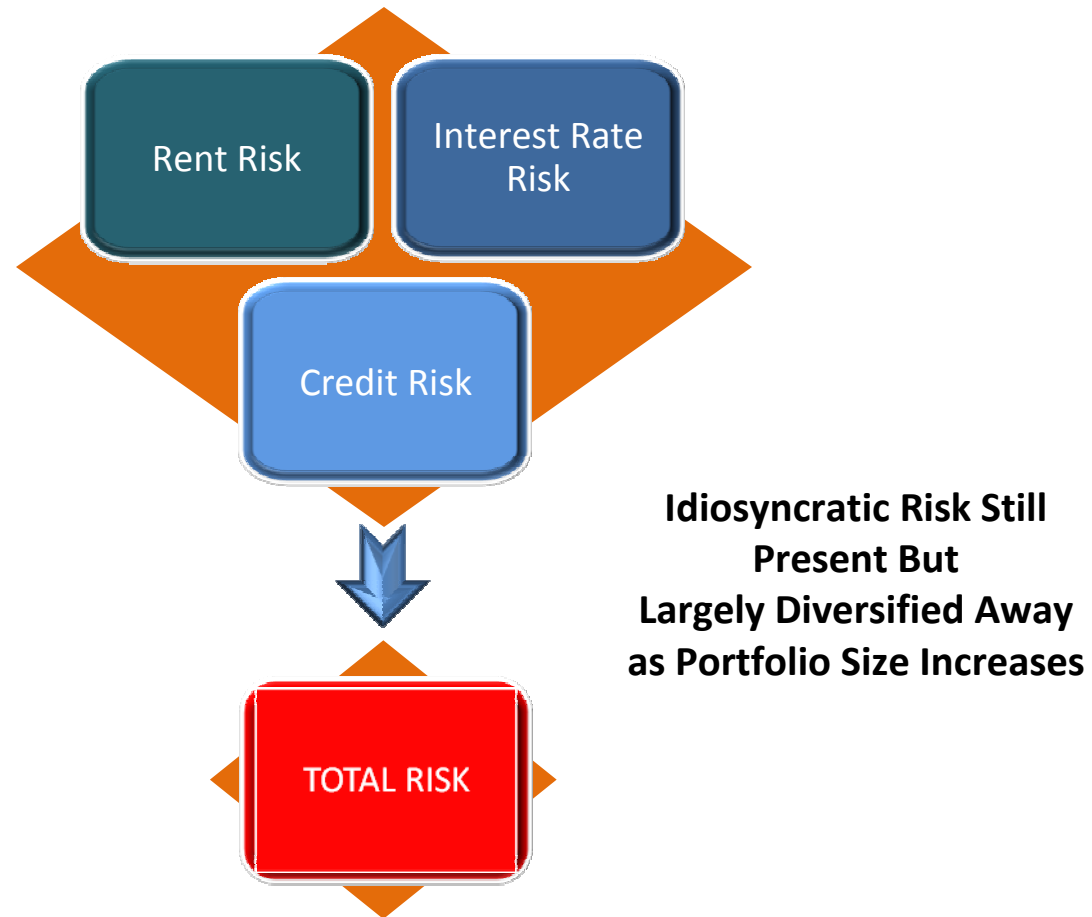 Rent Risk
Interest Rate
Risk
Credit Risk
Idiosyncratic Risk Still
Present But
Largely Diversified Away
as Portfolio Size Increases
TOTAL RISK